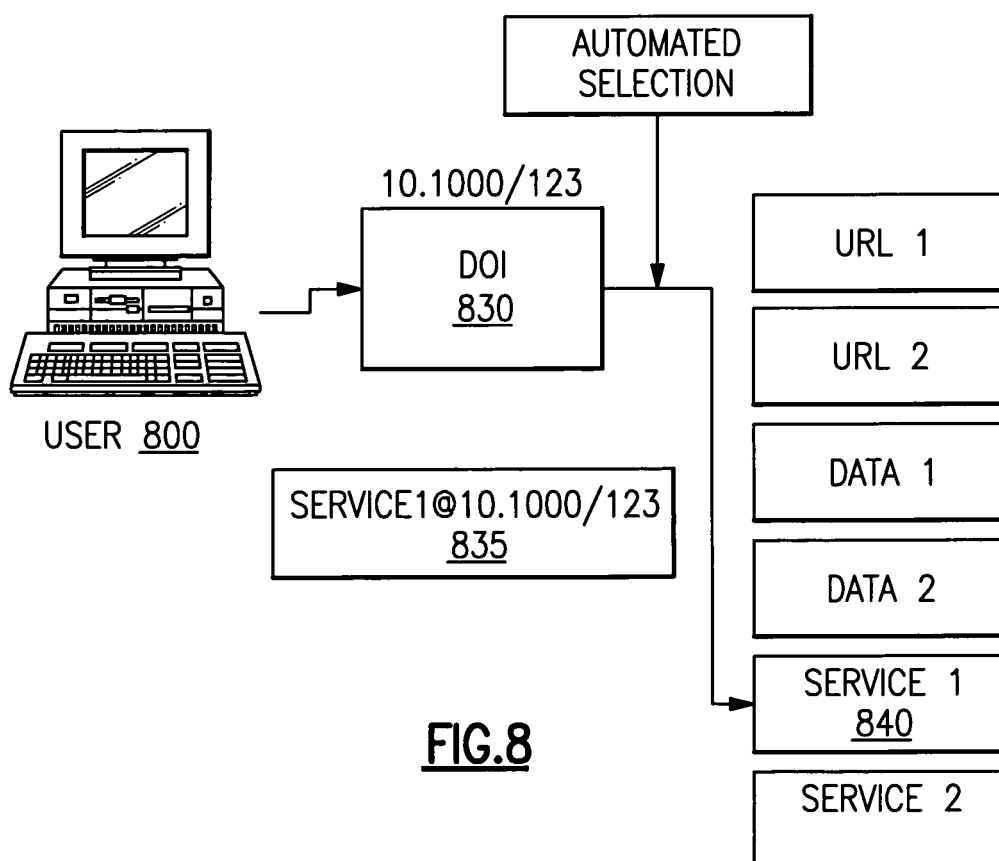 AUTOMATED
SELECTION
10.1000/123
DOI
830
USER 800
SERVICE1@10.1000/123
835
URL 1
URL 2
DATA 1
DATA 2
SERVICE 1
840
SERVICE 2
FIG.8